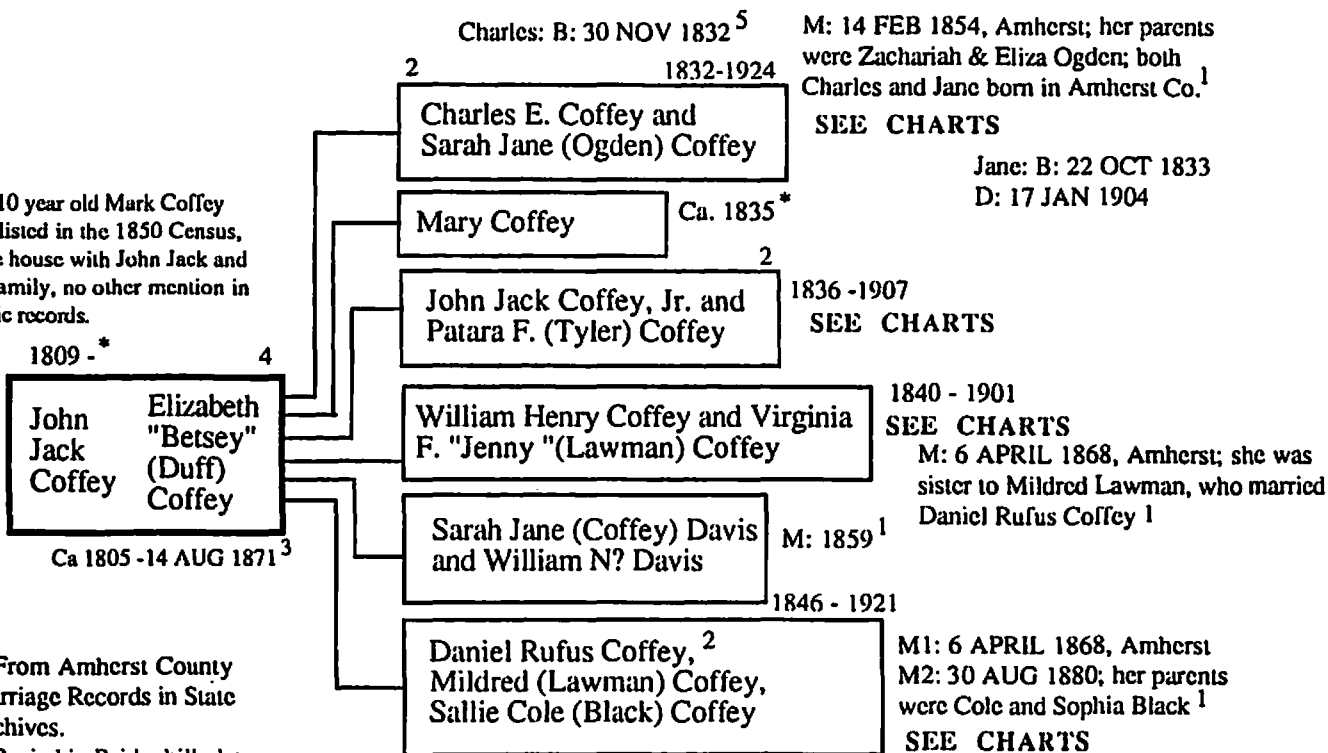 Charles: B: 30 NOV 1832 5
M: 14 FEB 1854, Amherst; her parents
were Zachariah & Eliza Ogden; both
Charles and Jane born in Amherst Co.1
SEE CHARTS
Jane: B: 22 OCT 1833
D: 17 JAN 1904
2
1832-1924
Charles E. Coffey and
Sarah Jane (Ogden) Coffey
10 year old Mark Coffey
listed in the 1850 Census,
house with John Jack and
family, no other mention in
records.
Mary Coffey
Ca. 1835*
2
John Jack Coffey, Jr. and
Patara F. (Tyler) Coffey
1836 -1907
SEE CHARTS
1809 - *
4
John
Jack
Coffey
Elizabeth
"Betsey"
(Duff)
Coffey
Ca 1805 -14 AUG 1871 3
William Henry Coffey and Virginia
F. "Jenny "(Lawman) Coffey
1840 - 1901
SEE CHARTS
M: 6 APRIL 1868, Amherst; she was
sister to Mildred Lawman, who married
Daniel Rufus Coffey 1
Sarah Jane (Coffey) Davis
and William N? Davis
M: 1859 1
1846 - 1921
Daniel Rufus Coffey, 2
Mildred (Lawman) Coffey,
Sallie Cole (Black) Coffey
M1: 6 APRIL 1868, Amherst
M2: 30 AUG 1880; her parents
were Cole and Sophia Black 1
SEE CHARTS
From Amherst County
rriage Records in State
chives.